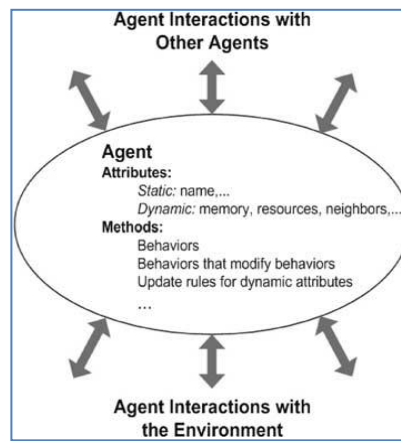 Agent Interactions with
Other Agents
Agent
Attributes:
Static: name,...
Dynamic: memory, resources, neighbors,...
Methods:
Behaviors
Behaviors that modify behaviors
Update rules for dynamic attributes
...
Agent Interactions with
the Environment